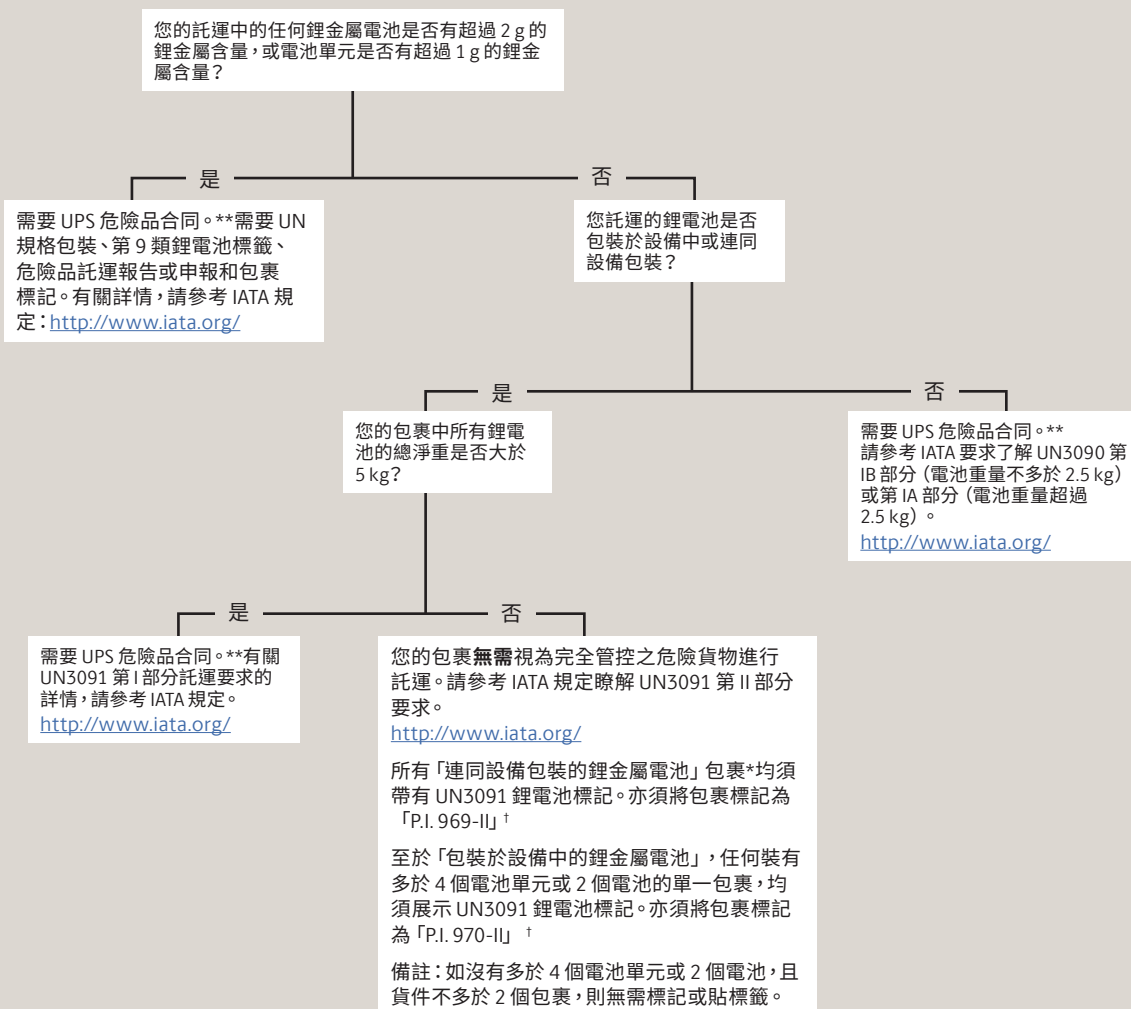 您的託運中的任何鋰金屬電池是否有超過 2 g 的
鋰金屬含量，或電池單元是否有超過 1 g 的鋰金
屬含量？
是
否
需要 UPS 危險品合同。**需要 UN
規格包裝、第 9 類鋰電池標籤、
危險品託運報告或申報和包裹
標記。有關詳情，請參考 IATA 規
定：http://www.iata.org/
您託運的鋰電池是否
包裝於設備中或連同
設備包裝？
是
否
您的包裹中所有鋰電
池的總淨重是否大於
5 kg？
需要 UPS 危險品合同。**
請參考 IATA 要求了解 UN3090 第
IB 部分（電池重量不多於 2.5 kg）
或第 IA 部分（電池重量超過
2.5 kg）。
http://www.iata.org/
是
否
需要 UPS 危險品合同。**有關
UN3091 第 I 部分託運要求的
詳情，請參考 IATA 規定。
http://www.iata.org/
您的包裹無需視為完全管控之危險貨物進行
託運。請參考 IATA 規定瞭解 UN3091 第 II 部分
要求。
http://www.iata.org/
所有「連同設備包裝的鋰金屬電池」包裹*均須
帶有 UN3091 鋰電池標記。亦須將包裹標記為
「P.I. 969-II」†
至於「包裝於設備中的鋰金屬電池」，任何裝有
多於 4 個電池單元或 2 個電池的單一包裹，均
須展示 UN3091 鋰電池標記。亦須將包裹標記
為「P.I. 970-II」 †
備註：如沒有多於 4 個電池單元或 2 個電池，且
貨件不多於 2 個包裹，則無需標記或貼標籤。